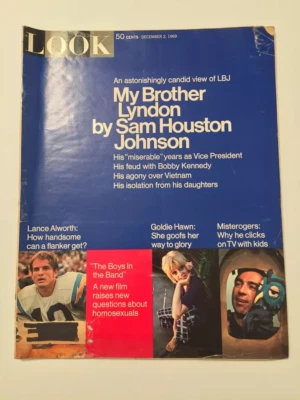 LOOK
50 CENTS DECEMBER 2, 1969
An astonishingly candid view of LBJ
My Brother
Lyndon
by Sam Houston
Johnson
His "miserable" years as Vice President
His feud with Bobby Kennedy
His agony over Vietnam
His isolation from his daughters
Lance Alworth:
How handsome
can a flanker get?
"The Boys in
the Band"
A new film
raises new
questions about
homosexuals
Goldie Hawn:
She goofs her
way to glory
Misterogers:
Why he clicks
on TV with kids